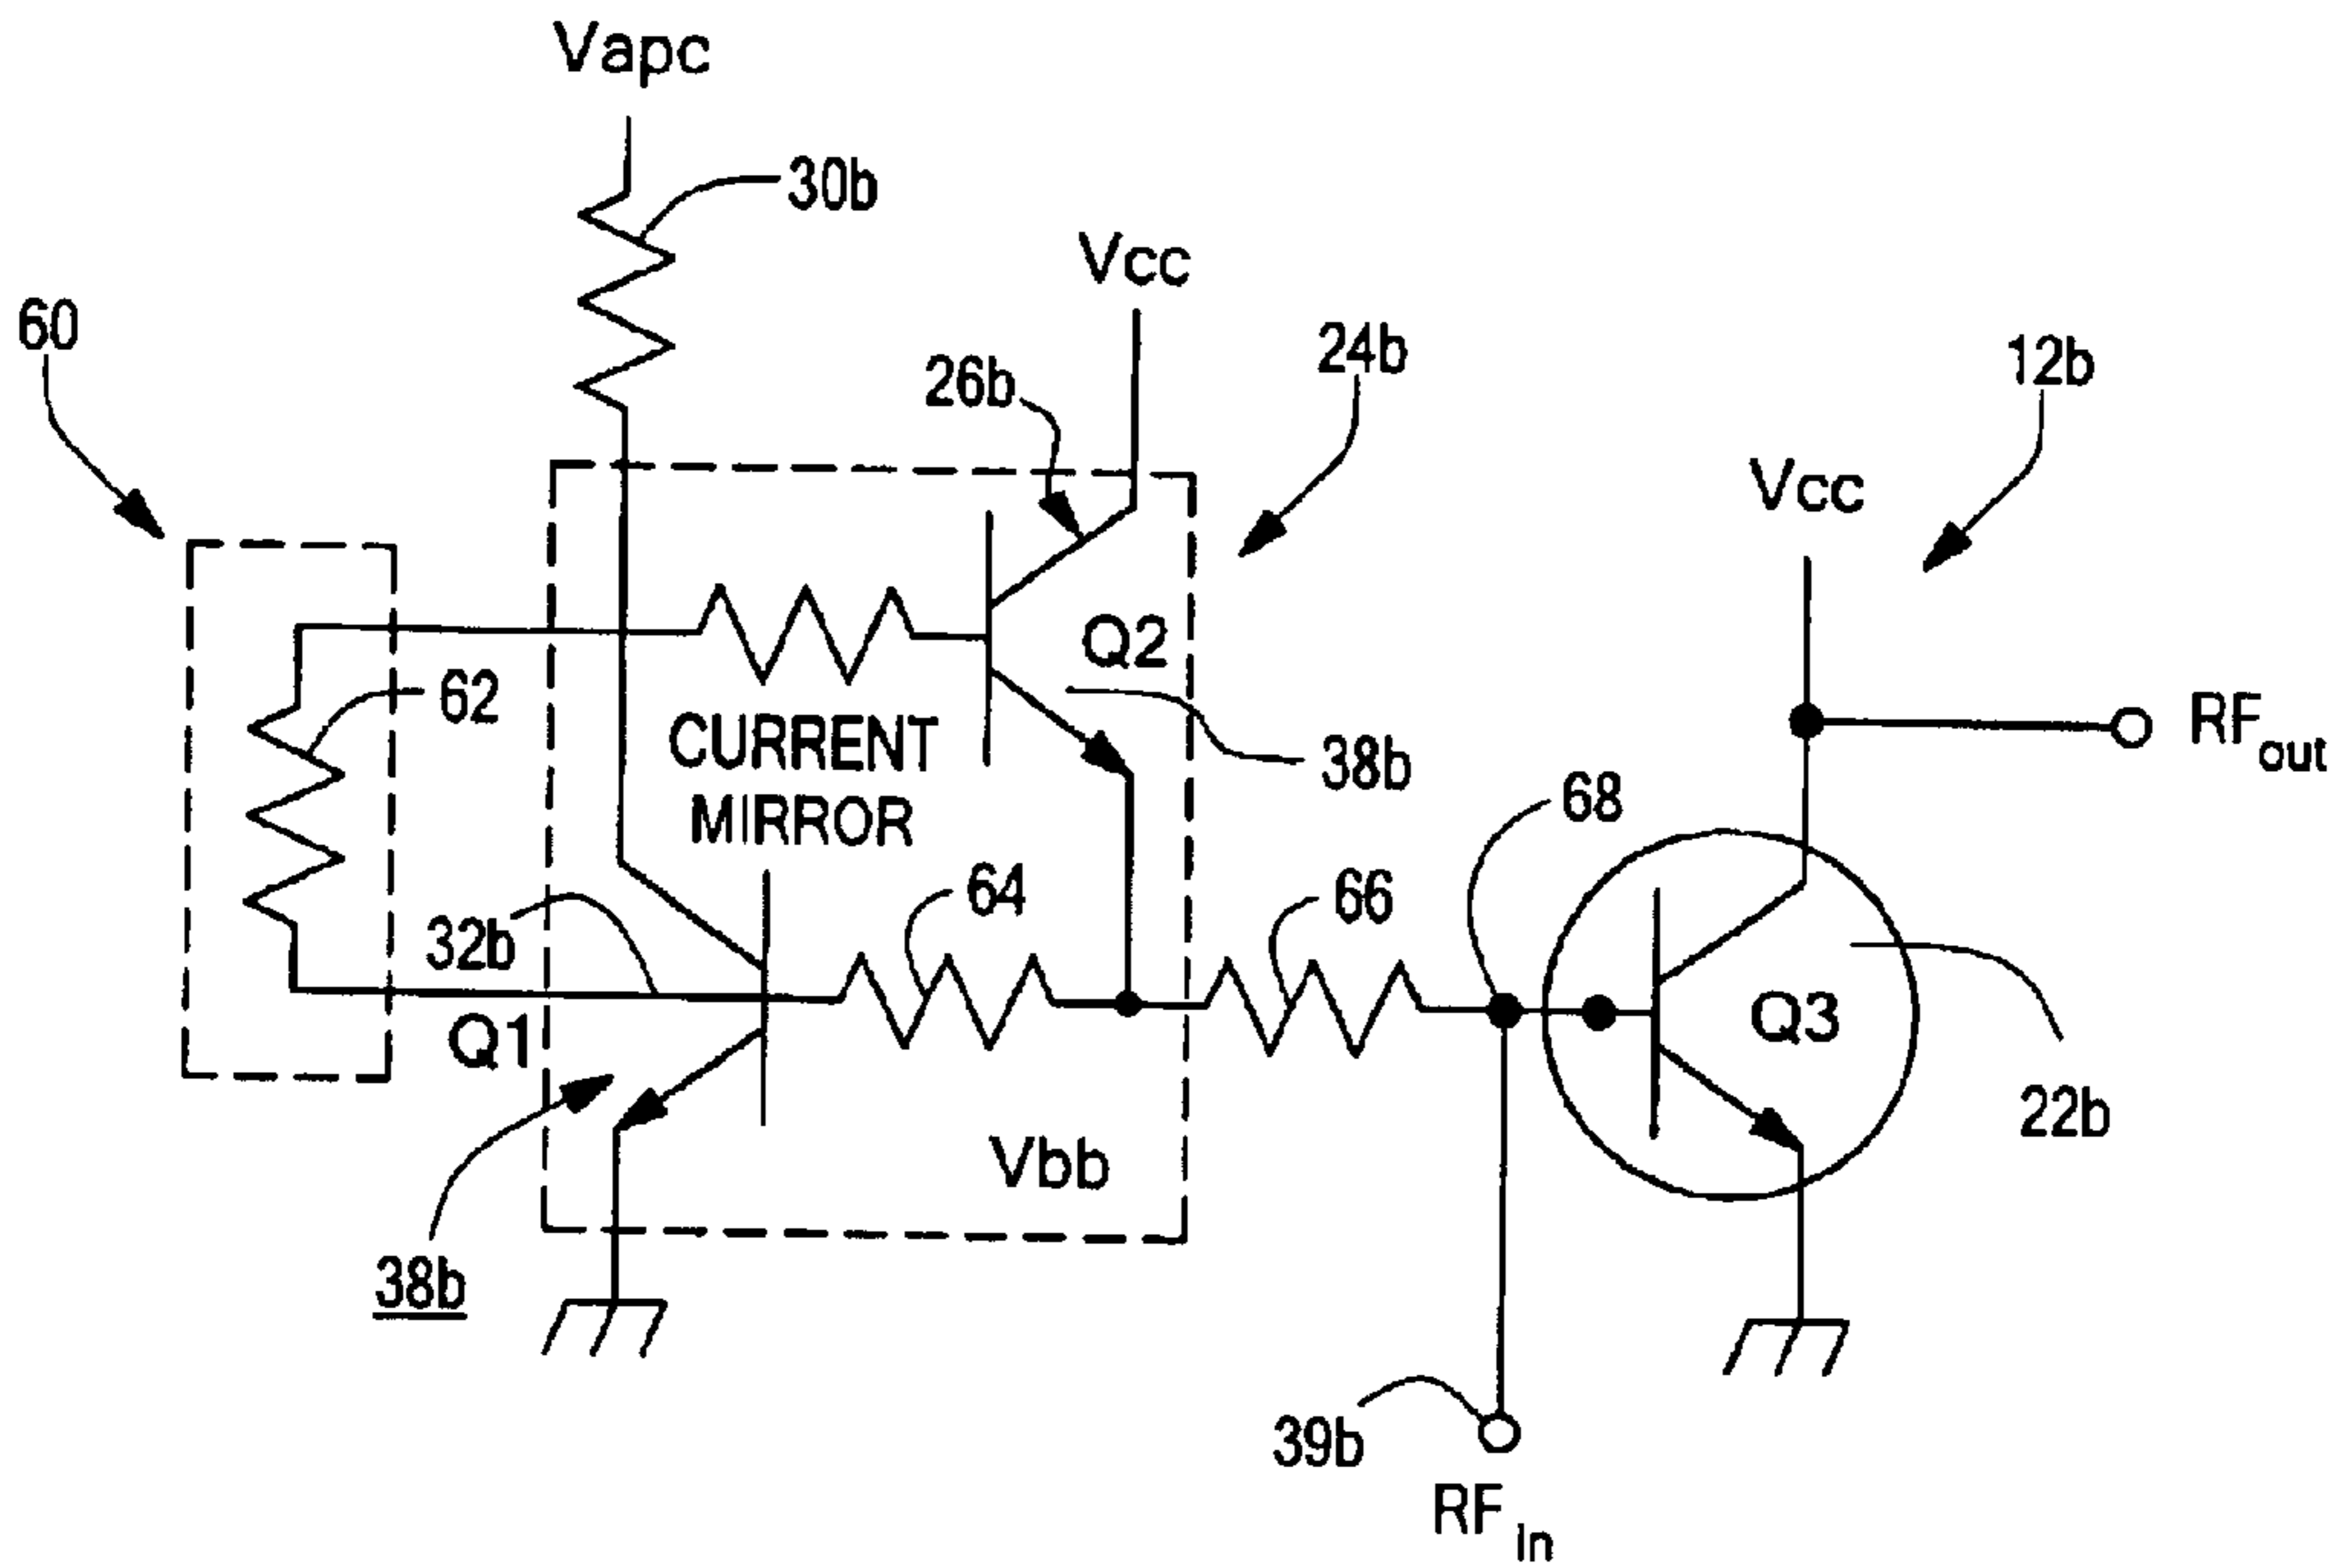 Vapc
30b
Vcc
60
24b
12b
26b
Vcc
Q2
62
RFout
CURRENT
MIRROR
38b
68
64
66
32b
Q1
Q3
22b
Vbb
38b
39b
RFin